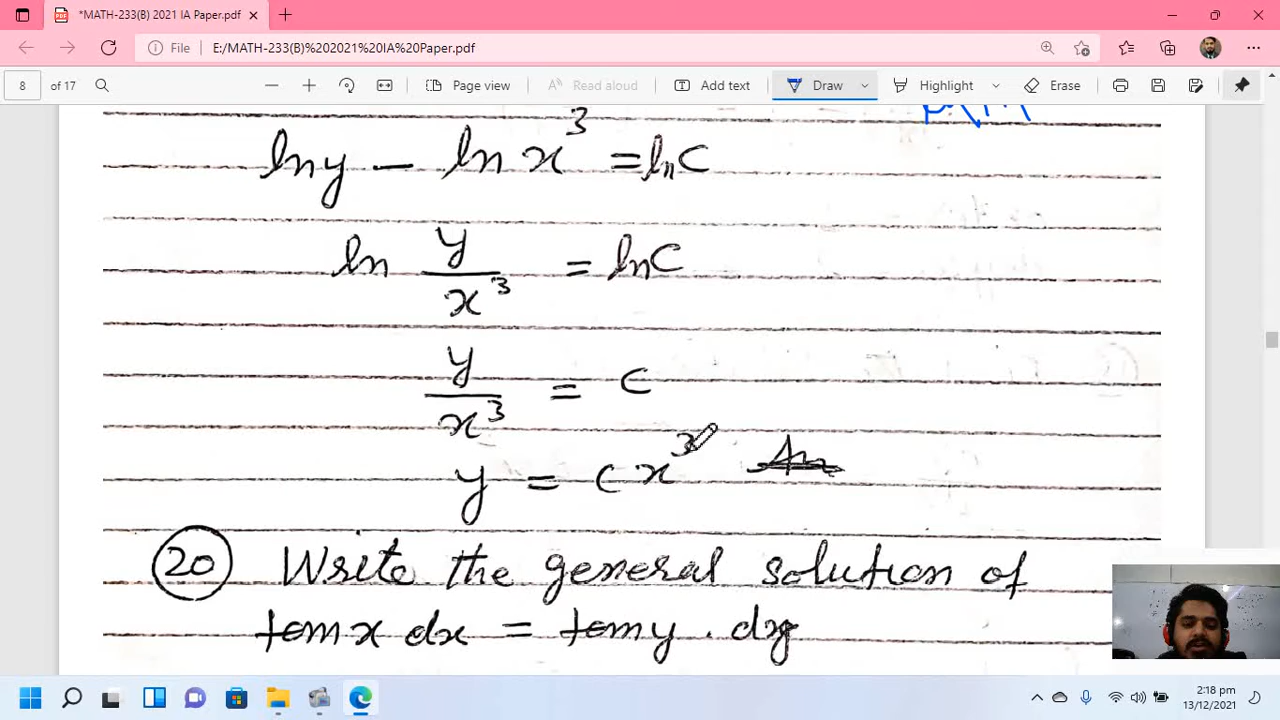 *MATH-233(B) 2021 IA Paper.pdf
File E:/MATH-233(B)%202021%20IA%20Paper.pdf
8 of 17 Page view Read aloud Add text Draw Highlight Erase
ln y - ln x³ = ln C
ln y/x³ = ln C
y/x³ = C
y = Cx³ Ans
20 Write the general solution of
tan x dx = tan y . dy
2:18 pm
13/12/2021